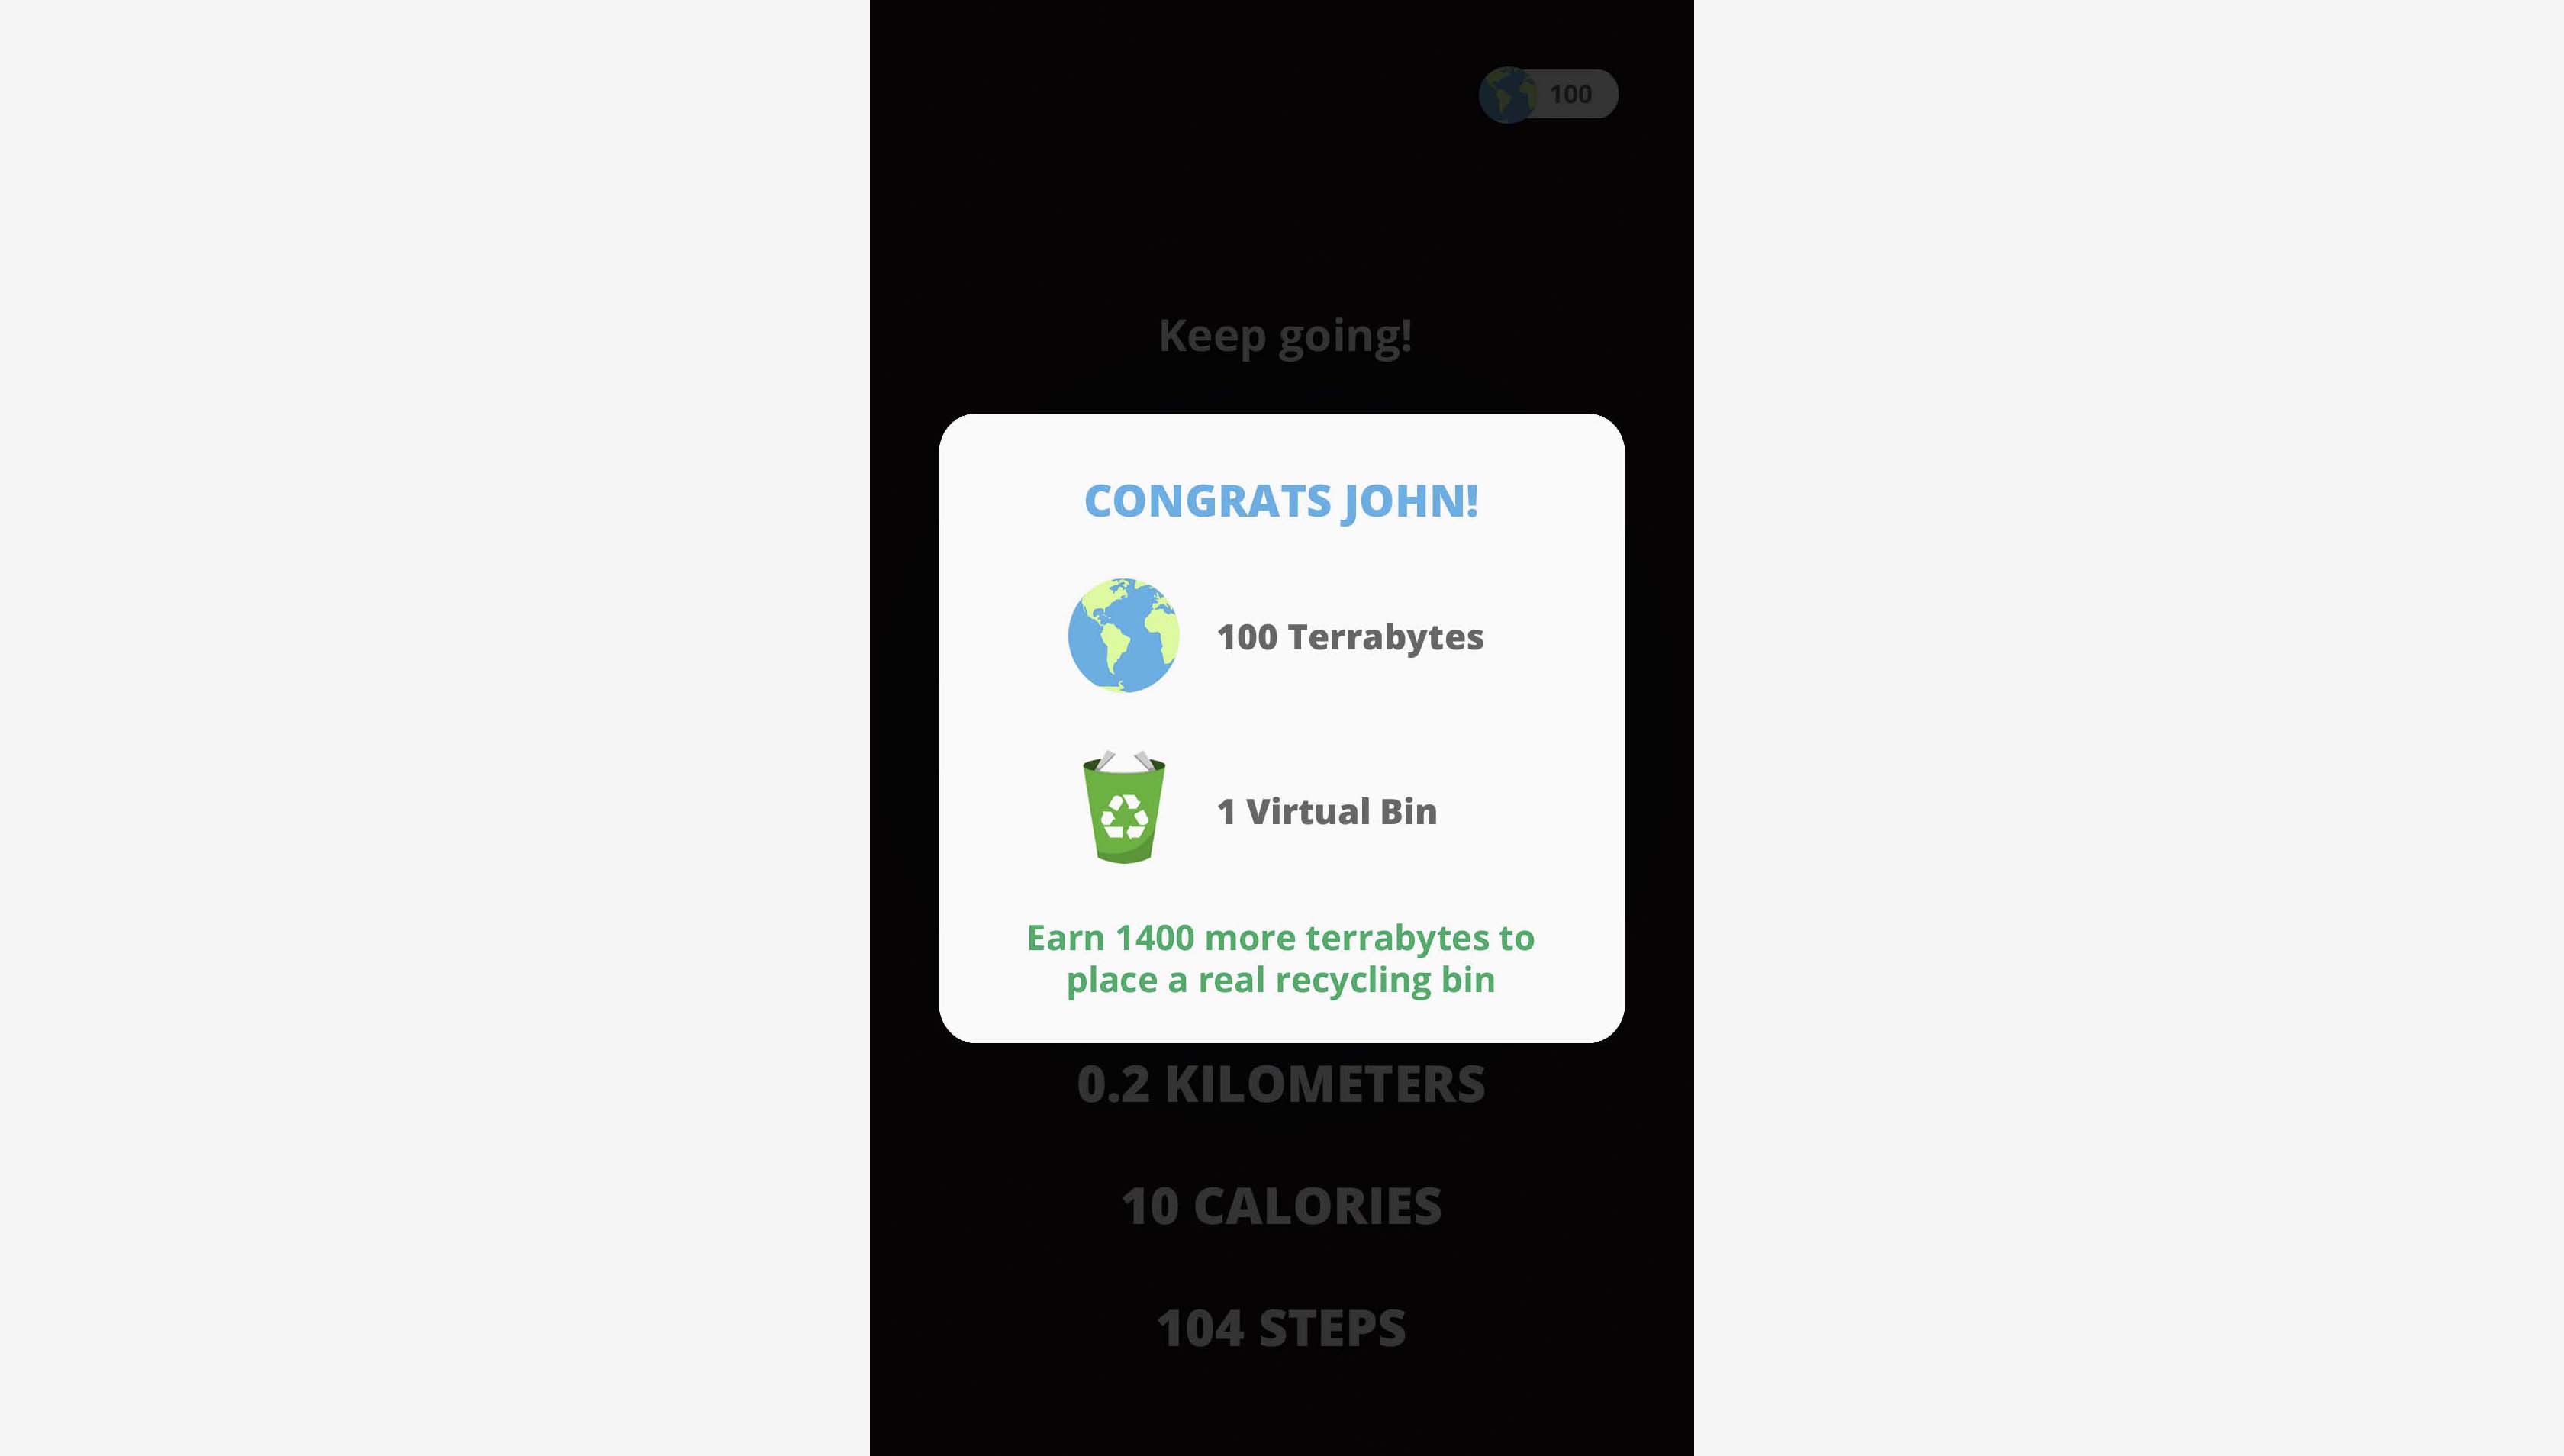 100
Keep going!
CONGRATS JOHN!
100 Terrabytes
1 Virtual Bin
Earn 1400 more terrabytes to
place a real recycling bin
0.2 KILOMETERS
10 CALORIES
104 STEPS